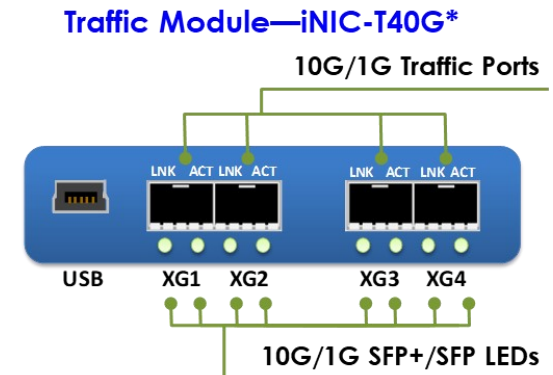 Traffic Module—iNIC-T40G*
10G/1G Traffic Ports
LNK ACT LNK ACT LNK ACT LNK ACT
USB XG1 XG2 XG3 XG4
10G/1G SFP+/SFP LEDs